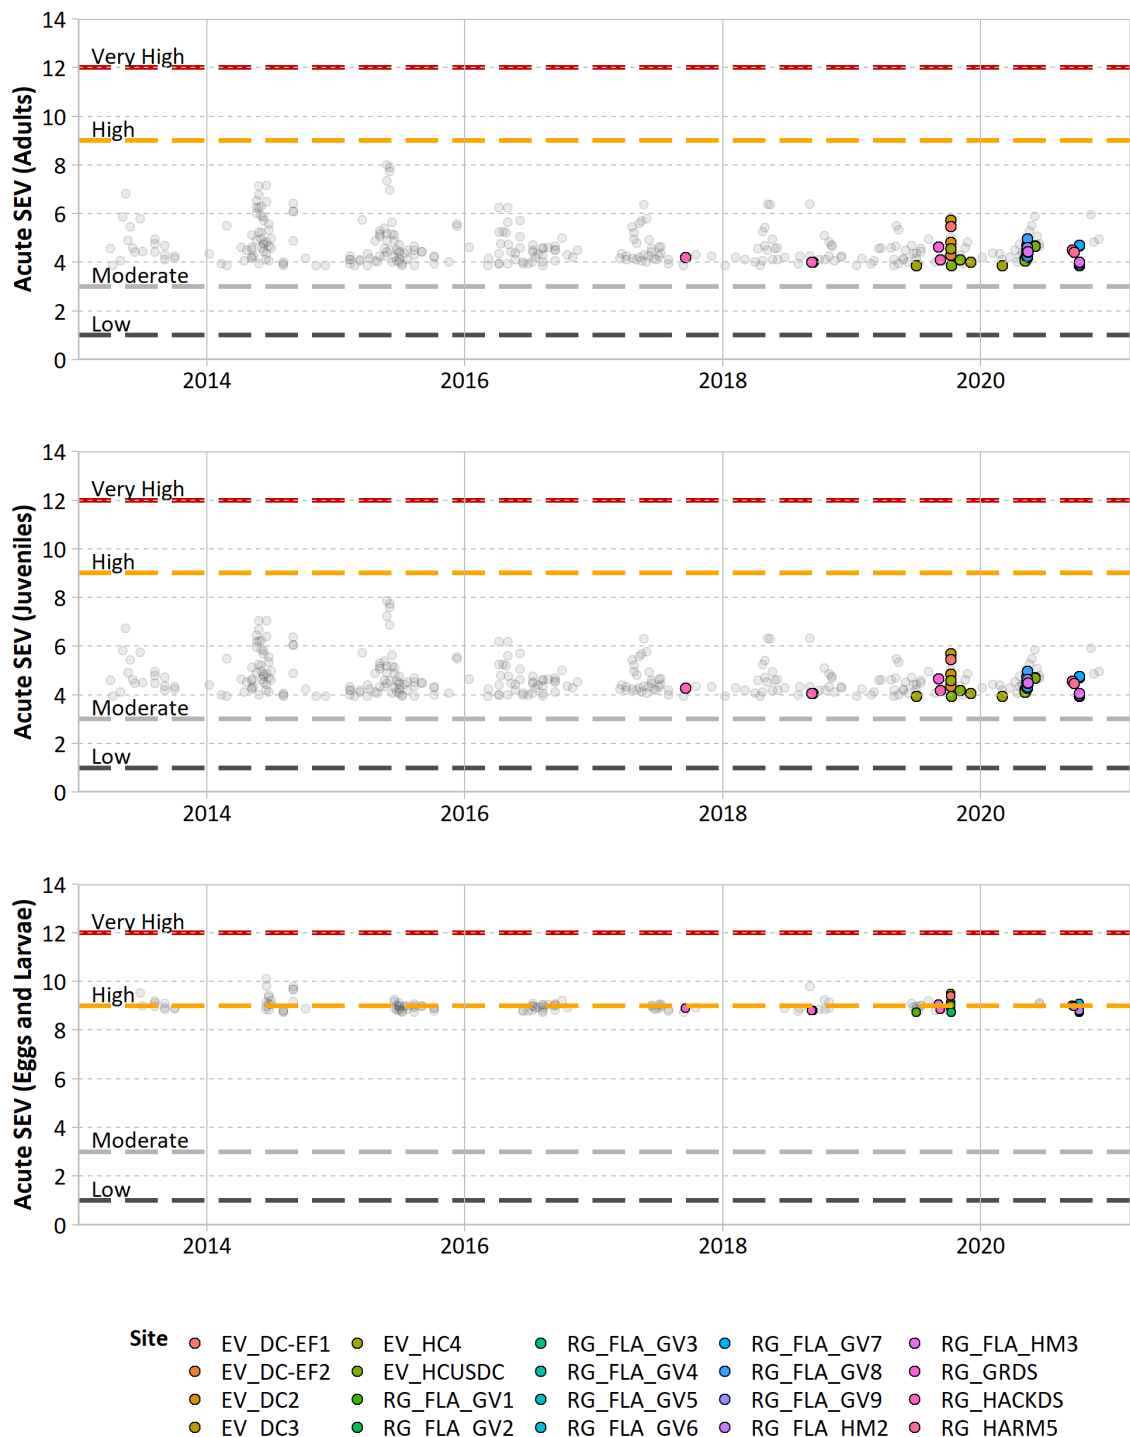 14
Very High
12
10
High
8
6
4
Moderate
2
Low
0
Acute SEV (Adults)
2014 2016 2018 2020
14
Very High
12
10
High
8
6
4
Moderate
2
Low
0
Acute SEV (Juveniles)
2014 2016 2018 2020
14
Very High
12
10
High
8
6
4
Moderate
2
Low
0
Acute SEV (Eggs and Larvae)
2014 2016 2018 2020
Site EV_DC-EF1 EV_HC4 RG_FLA_GV3 RG_FLA_GV7 RG_FLA_HM3
EV_DC-EF2 EV_HCUSDC RG_FLA_GV4 RG_FLA_GV8 RG_GRDS
EV_DC2 RG_FLA_GV1 RG_FLA_GV5 RG_FLA_GV9 RG_HACKDS
EV_DC3 RG_FLA_GV2 RG_FLA_GV6 RG_FLA_HM2 RG_HARM5